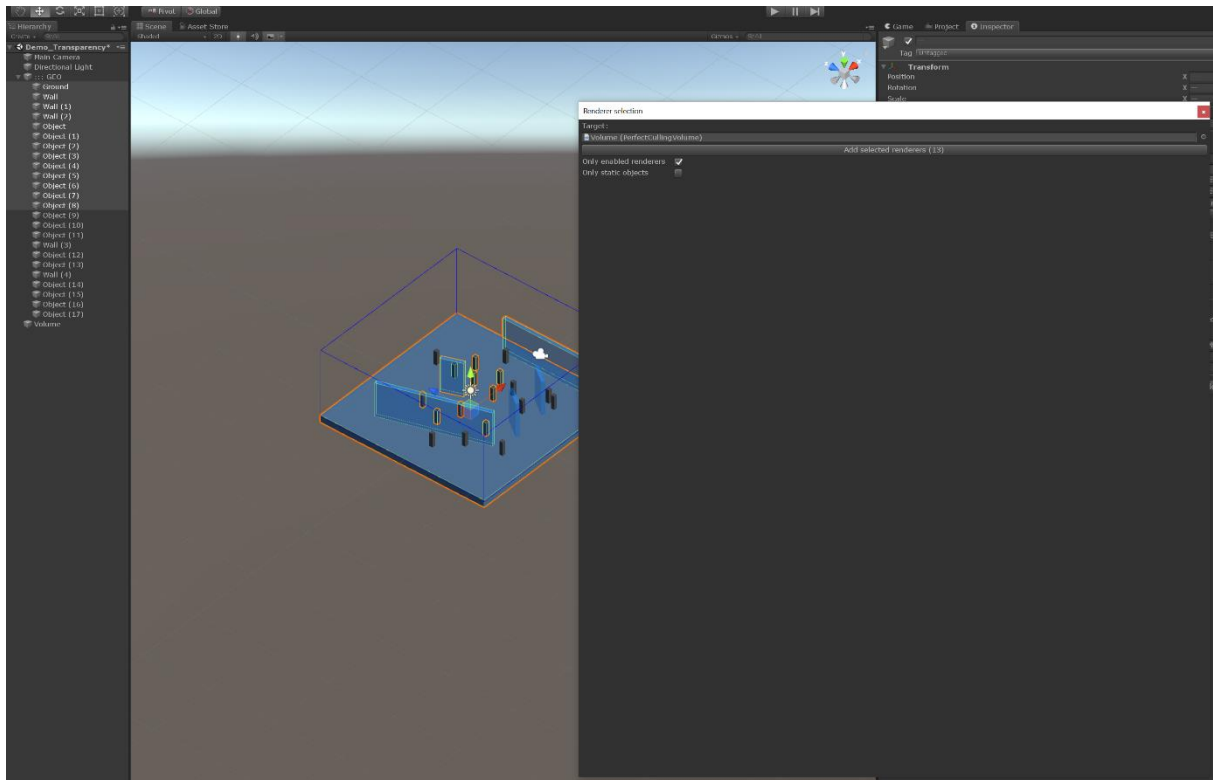 Pivot Global
Hierarchy
Scene Asset Store
Game Project Inspector
Shaded 2D Gizmos
Demo_Transparency*
Main Camera
Directional Light
::: GEO
Ground
Wall
Wall (1)
Wall (2)
Object
Object (1)
Object (2)
Object (3)
Object (4)
Object (5)
Object (6)
Object (7)
Object (8)
Object (9)
Object (10)
Object (11)
Wall (3)
Object (12)
Object (13)
Wall (4)
Object (14)
Object (15)
Object (16)
Object (17)
Volume
Tag Untagged
Transform
Position X
Rotation X
Scale X
Renderer selection
Target:
Volume (PerfectCullingVolume)
Add selected renderers (13)
Only enabled renderers
Only static objects